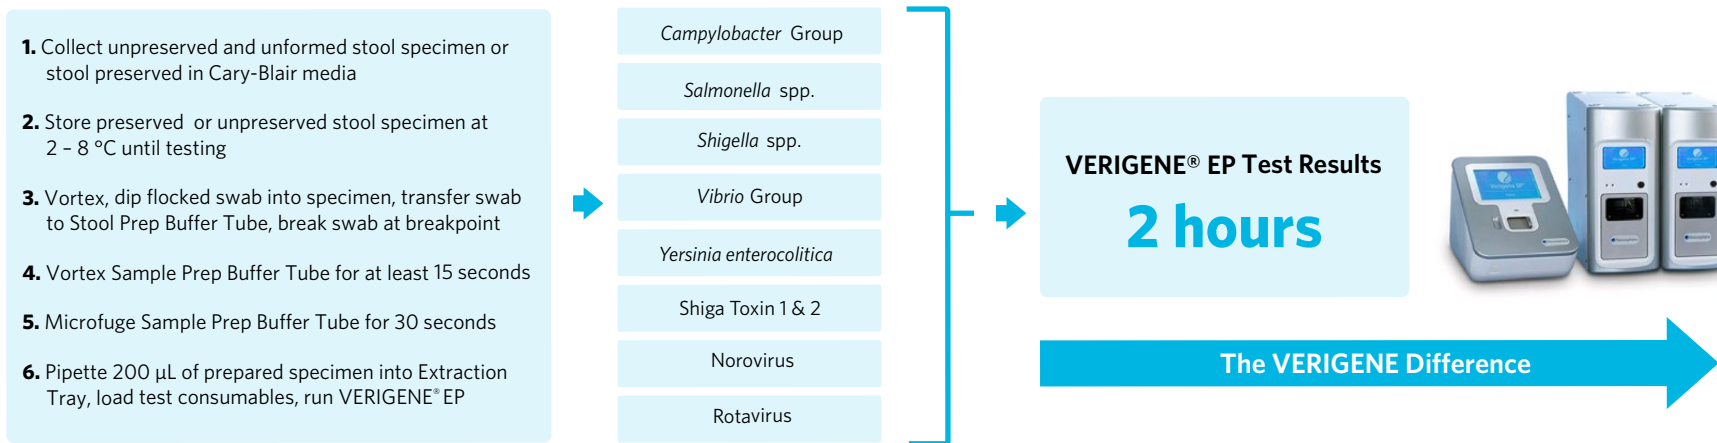 1. Collect unpreserved and unformed stool specimen or
stool preserved in Cary-Blair media
2. Store preserved or unpreserved stool specimen at
2 – 8 °C until testing
3. Vortex, dip flocked swab into specimen, transfer swab
to Stool Prep Buffer Tube, break swab at breakpoint
4. Vortex Sample Prep Buffer Tube for at least 15 seconds
5. Microfuge Sample Prep Buffer Tube for 30 seconds
6. Pipette 200 µL of prepared specimen into Extraction
Tray, load test consumables, run VERIGENE® EP
Campylobacter Group
Salmonella spp.
Shigella spp.
Vibrio Group
Yersinia enterocolitica
Shiga Toxin 1 & 2
Norovirus
Rotavirus
VERIGENE® EP Test Results
2 hours
Verigene SP
The VERIGENE Difference